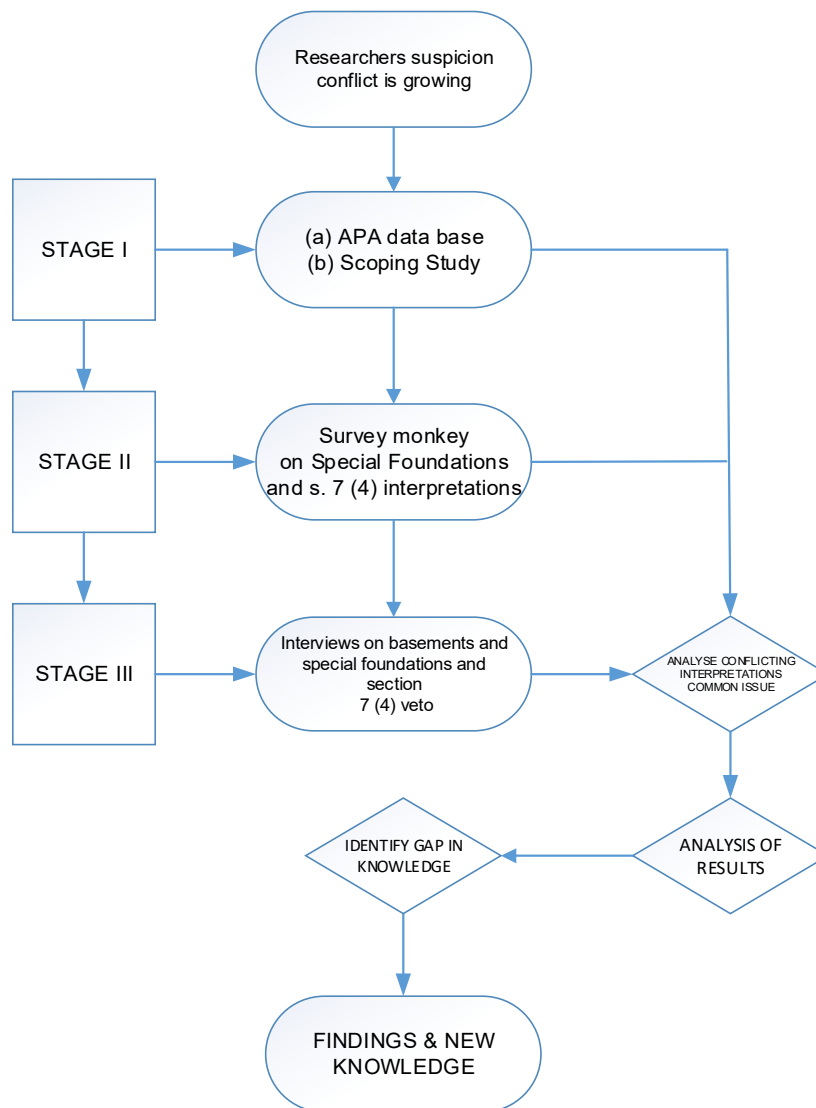 Researchers suspicion
conflict is growing
STAGE I
(a) APA data base
(b) Scoping Study
STAGE II
Survey monkey
on Special Foundations
and s. 7 (4) interpretations
STAGE III
Interviews on basements and
special foundations and
section
7 (4) veto
ANALYSE CONFLICTING
INTERPRETATIONS
COMMON ISSUE
IDENTIFY GAP IN
KNOWLEDGE
ANALYSIS OF
RESULTS
FINDINGS & NEW
KNOWLEDGE